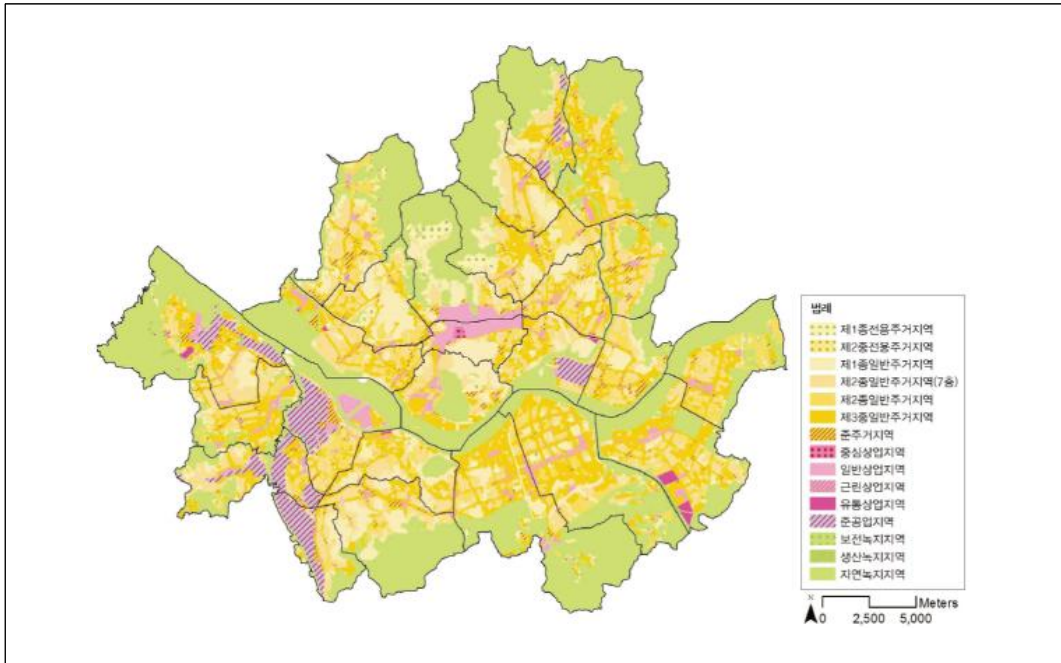 범례
제1종전용주거지역
제2종전용주거지역
제1종일반주거지역
제2종일반주거지역(7층)
제2종일반주거지역
제3종일반주거지역
준주거지역
중심상업지역
일반상업지역
근린상업지역
유통상업지역
준공업지역
보전녹지지역
생산녹지지역
자연녹지지역
N
Meters
0 2,500 5,000